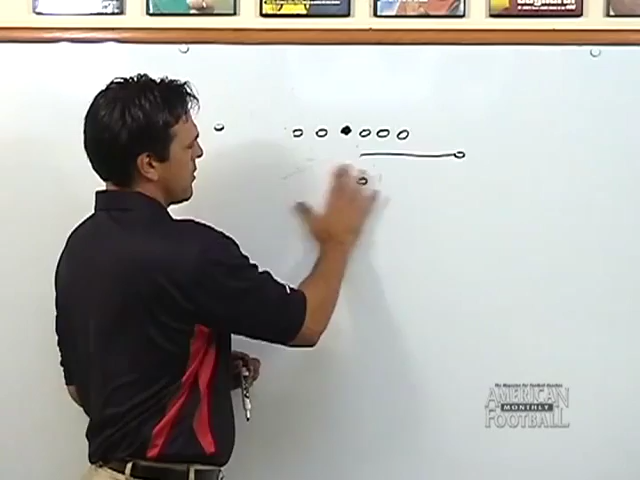 The Magazine For Football Coaches
AMERICAN
MONTHLY
FOOTBALL